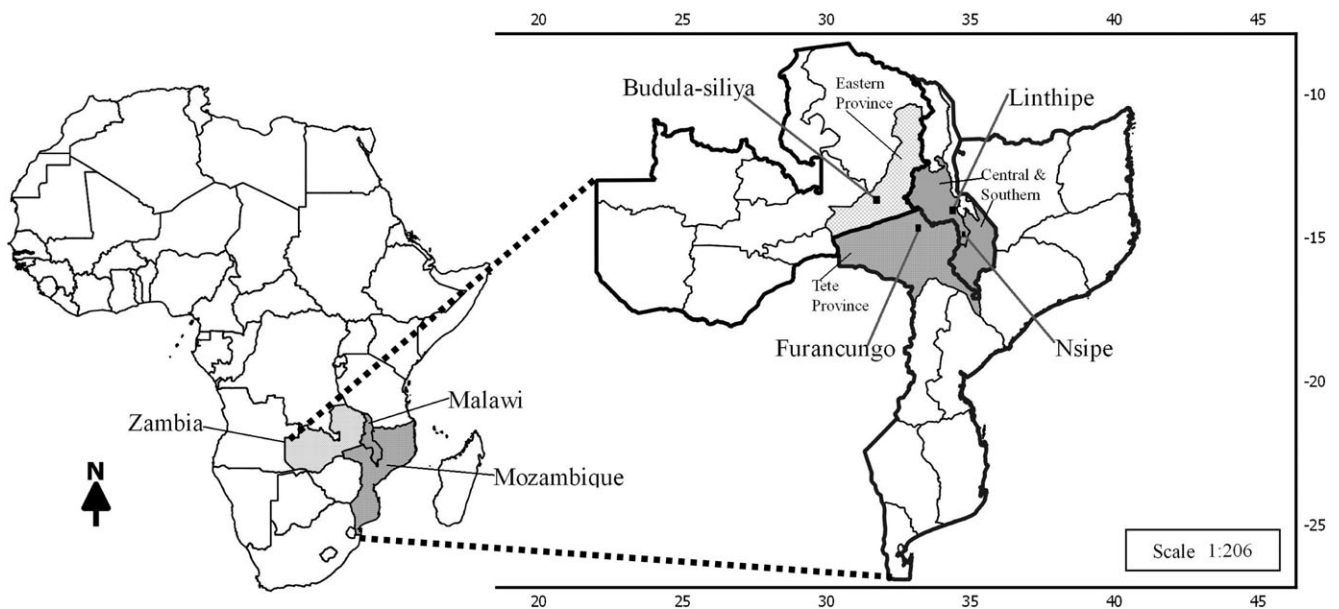 20 25 30 35 40 45
Budula-siliya
Eastern
Province
Linthipe
Central &
Southern
Tete
Province
Furancungo
Nsipe
Malawi
Zambia
Mozambique
N
-10
-15
-20
-25
Scale 1:206
20 25 30 35 40 45